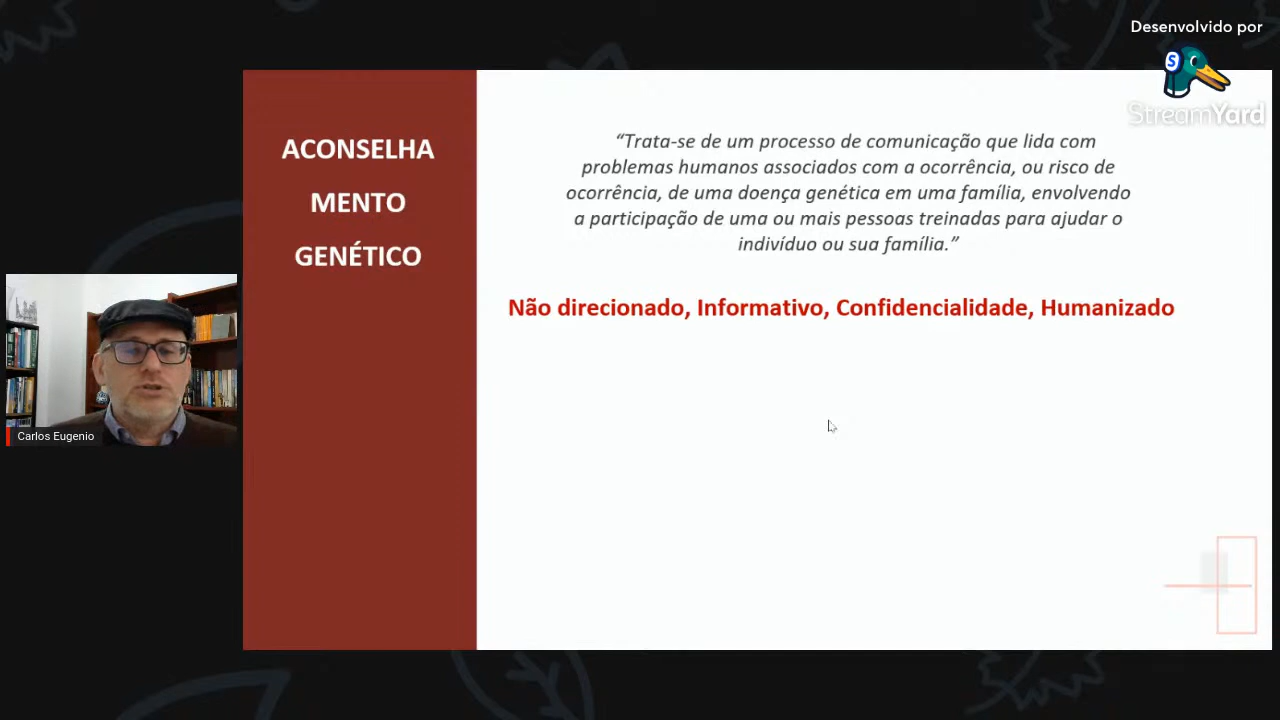 Desenvolvido por
StreamYard
ACONSELHA
MENTO
GENÉTICO
“Trata-se de um processo de comunicação que lida com
problemas humanos associados com a ocorrência, ou risco de
ocorrência, de uma doença genética em uma família, envolvendo
a participação de uma ou mais pessoas treinadas para ajudar o
indivíduo ou sua família.”
Não direcionado, Informativo, Confidencialidade, Humanizado
Carlos Eugenio